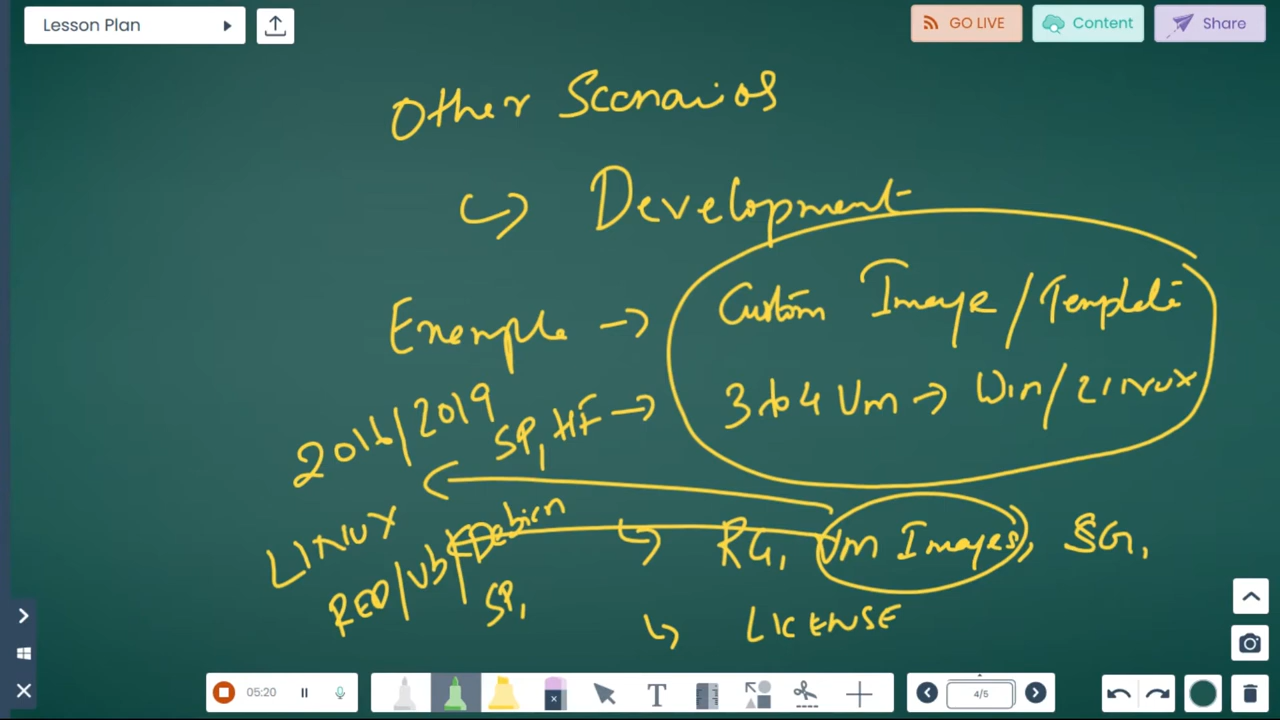 Lesson Plan
GO LIVE
Content
Share
Other Scenarios
Development
Example → Custom Image / Template
3 to 4 Vm → Win / LINUX
2016/2019 SP, HF →
LINUX
RED/Ub/Debian
SP,
RG, Vm Images, SG,
LICENSE
05:20
4/5